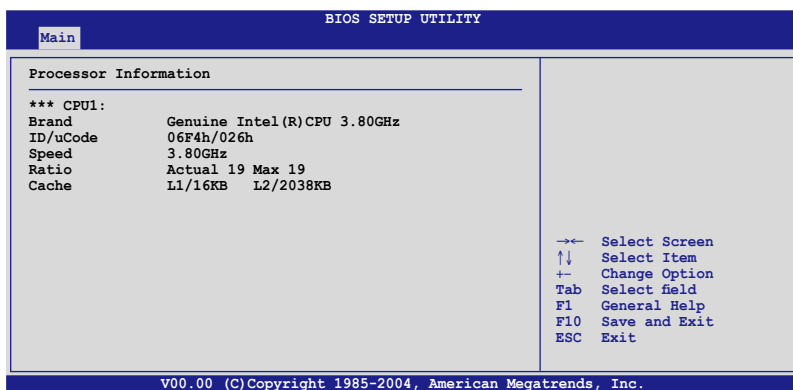 BIOS SETUP UTILITY
Main
Processor Information
*** CPU1:
Brand Genuine Intel(R)CPU 3.80GHz
ID/uCode 06F4h/026h
Speed 3.80GHz
Ratio Actual 19 Max 19
Cache L1/16KB L2/2038KB
→← Select Screen
↑↓ Select Item
+- Change Option
Tab Select field
F1 General Help
F10 Save and Exit
ESC Exit
V00.00 (C)Copyright 1985-2004, American Megatrends, Inc.